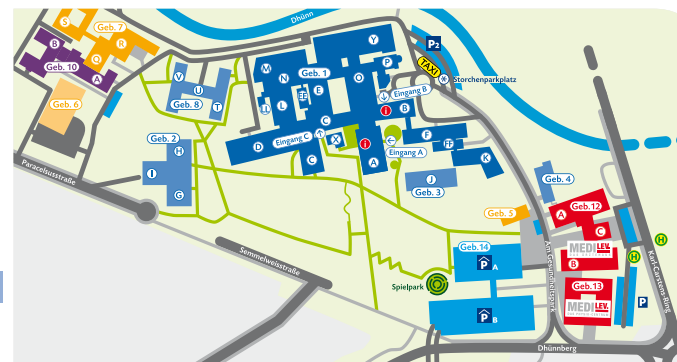 Dhünn
S
Geb. 7
R
B
Q
Geb. 10
A
Geb. 6
V
U
Geb. 8
T
M
N
Geb. 1
L
FF
E
O
Y
P
C
D
C
X
Eingang C
Eingang B
Eingang A
i
B
i
A
F
FF
K
J
Geb. 3
P2
TAXI
Storchenparkplatz
Geb. 2
H
I
G
Paracelsusstraße
Semmelweisstraße
Geb. 4
Geb. 5
Geb.12
A
C
MEDILEV.
B
Geb.13
MEDILEV.
Geb.14
P A
P B
Spielpark
Am Gesundheitspark
Karl-Carstens-Ring
H
H
P
Dhünnberg